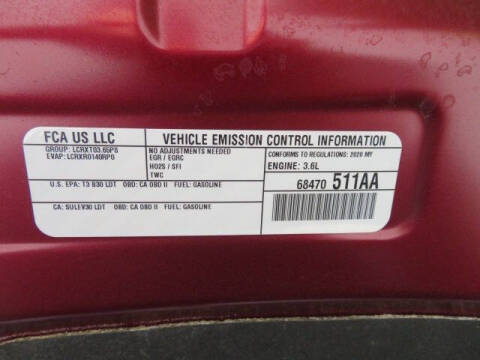 FCA US LLC
VEHICLE EMISSION CONTROL INFORMATION
GROUP: LCRXT03.65P0
EVAP: LCRXR0140RP0
NO ADJUSTMENTS NEEDED
EGR / EGRC
HO2S / SFI
TWC
CONFORMS TO REGULATIONS: 2020 MY
ENGINE: 3.6L
U.S. EPA: T3 B30 LDT OBD: CA OBD II FUEL: GASOLINE
68470 511AA
CA: SULEV30 LDT OBD: CA OBD II FUEL: GASOLINE